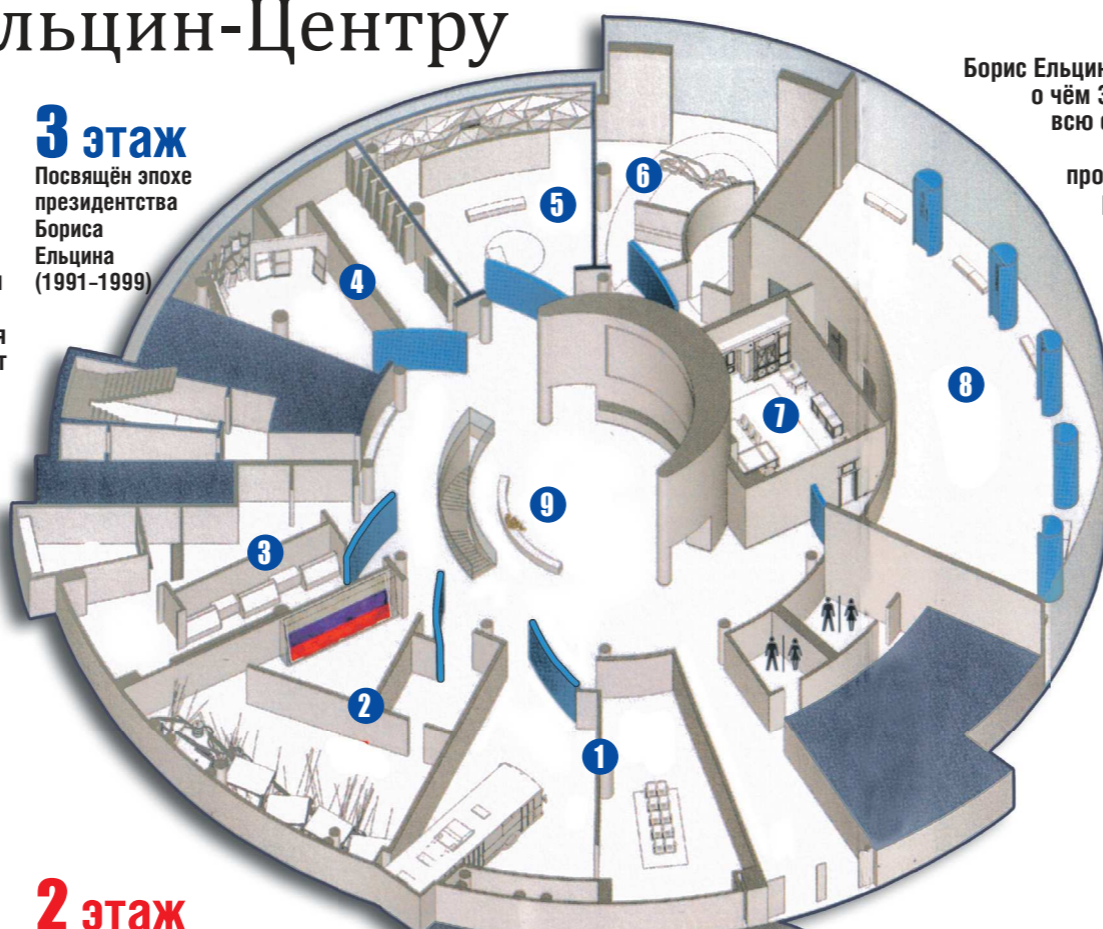 льцин-Центру
3 этаж
Посвящён эпохе
президентства
Бориса
Ельцина
(1991–1999)
я
т
Борис Ельцин
о чём
всю
про
6
5
4
8
7
9
3
2
1
2 этаж